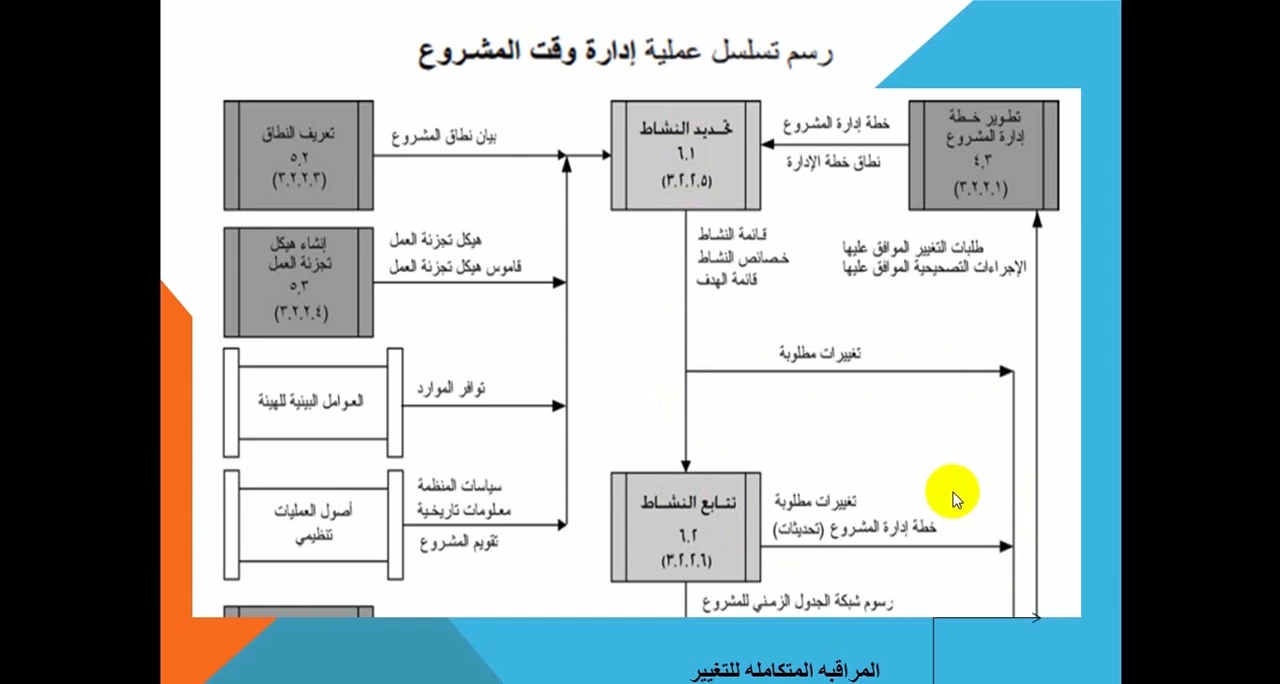 رسم تسلسل عملية إدارة وقت المشروع
تطوير خطة
إدارة المشروع
٤.٣
(٣.٢.٢.١)
خطة إدارة المشروع
نطاق خطة الإدارة
تحديد النشاط
٦.١
(٣.٢.٢.٥)
بيان نطاق المشروع
تعريف النطاق
٥.٢
(٣.٢.٢.٣)
طلبات التغيير الموافق عليها
الإجراءات التصحيحية الموافق عليها
قائمة النشاط
خصائص النشاط
قائمة الهدف
هيكل تجزئة العمل
قاموس هيكل تجزئة العمل
إنشاء هيكل
تجزئة العمل
٥.٣
(٣.٢.٢.٤)
تغييرات مطلوبة
توافر الموارد
العوامل البيئية للهيئة
تغييرات مطلوبة
خطة إدارة المشروع (تحديثات)
تتابع النشاط
٦.٢
(٣.٢.٢.٦)
سياسات المنظمة
معلومات تاريخية
تقويم المشروع
أصول العمليات
تنظيمي
رسوم شبكة الجدول الزمني للمشروع
المراقبه المتكامله للتغيير